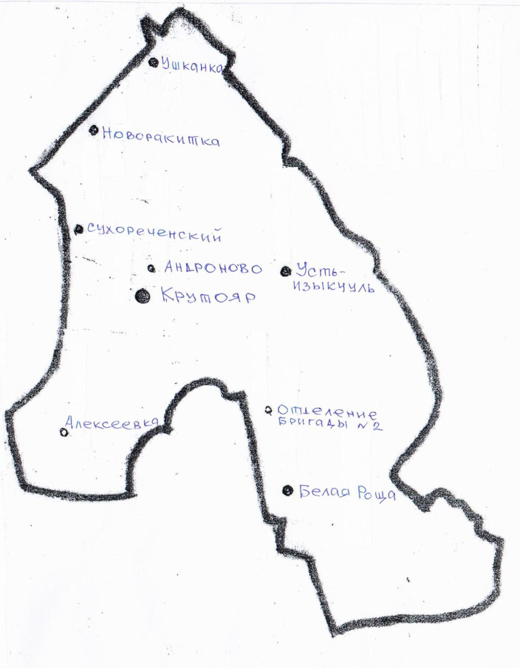 Ушканка
Новоракитка
Сухореченский
Андроново
Усть-
Изыкчуль
Крутояр
Алексеевка
Отделение
Бригады №2
Белая Роща